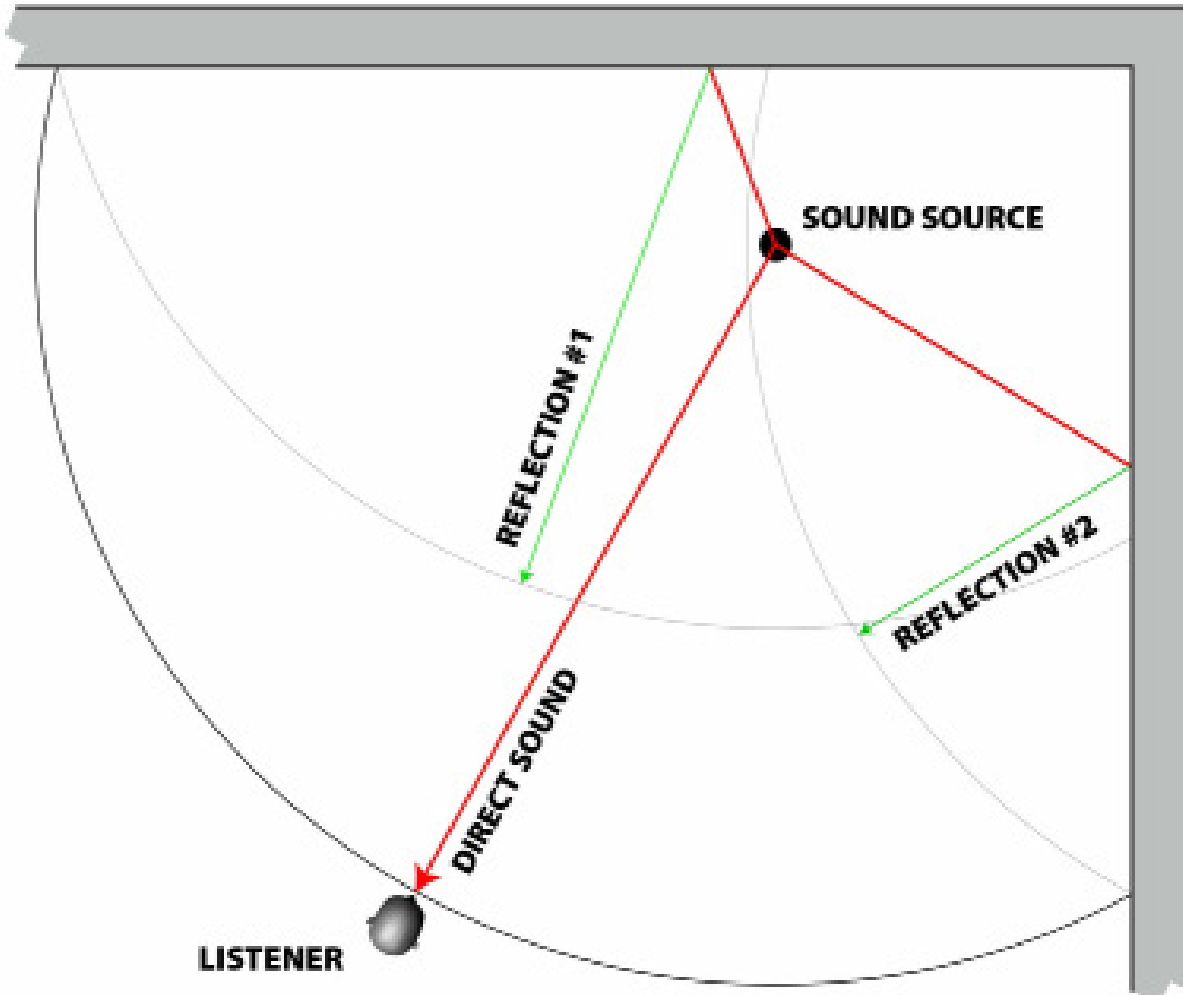 SOUND SOURCE
REFLECTION #1
REFLECTION #2
DIRECT SOUND
LISTENER